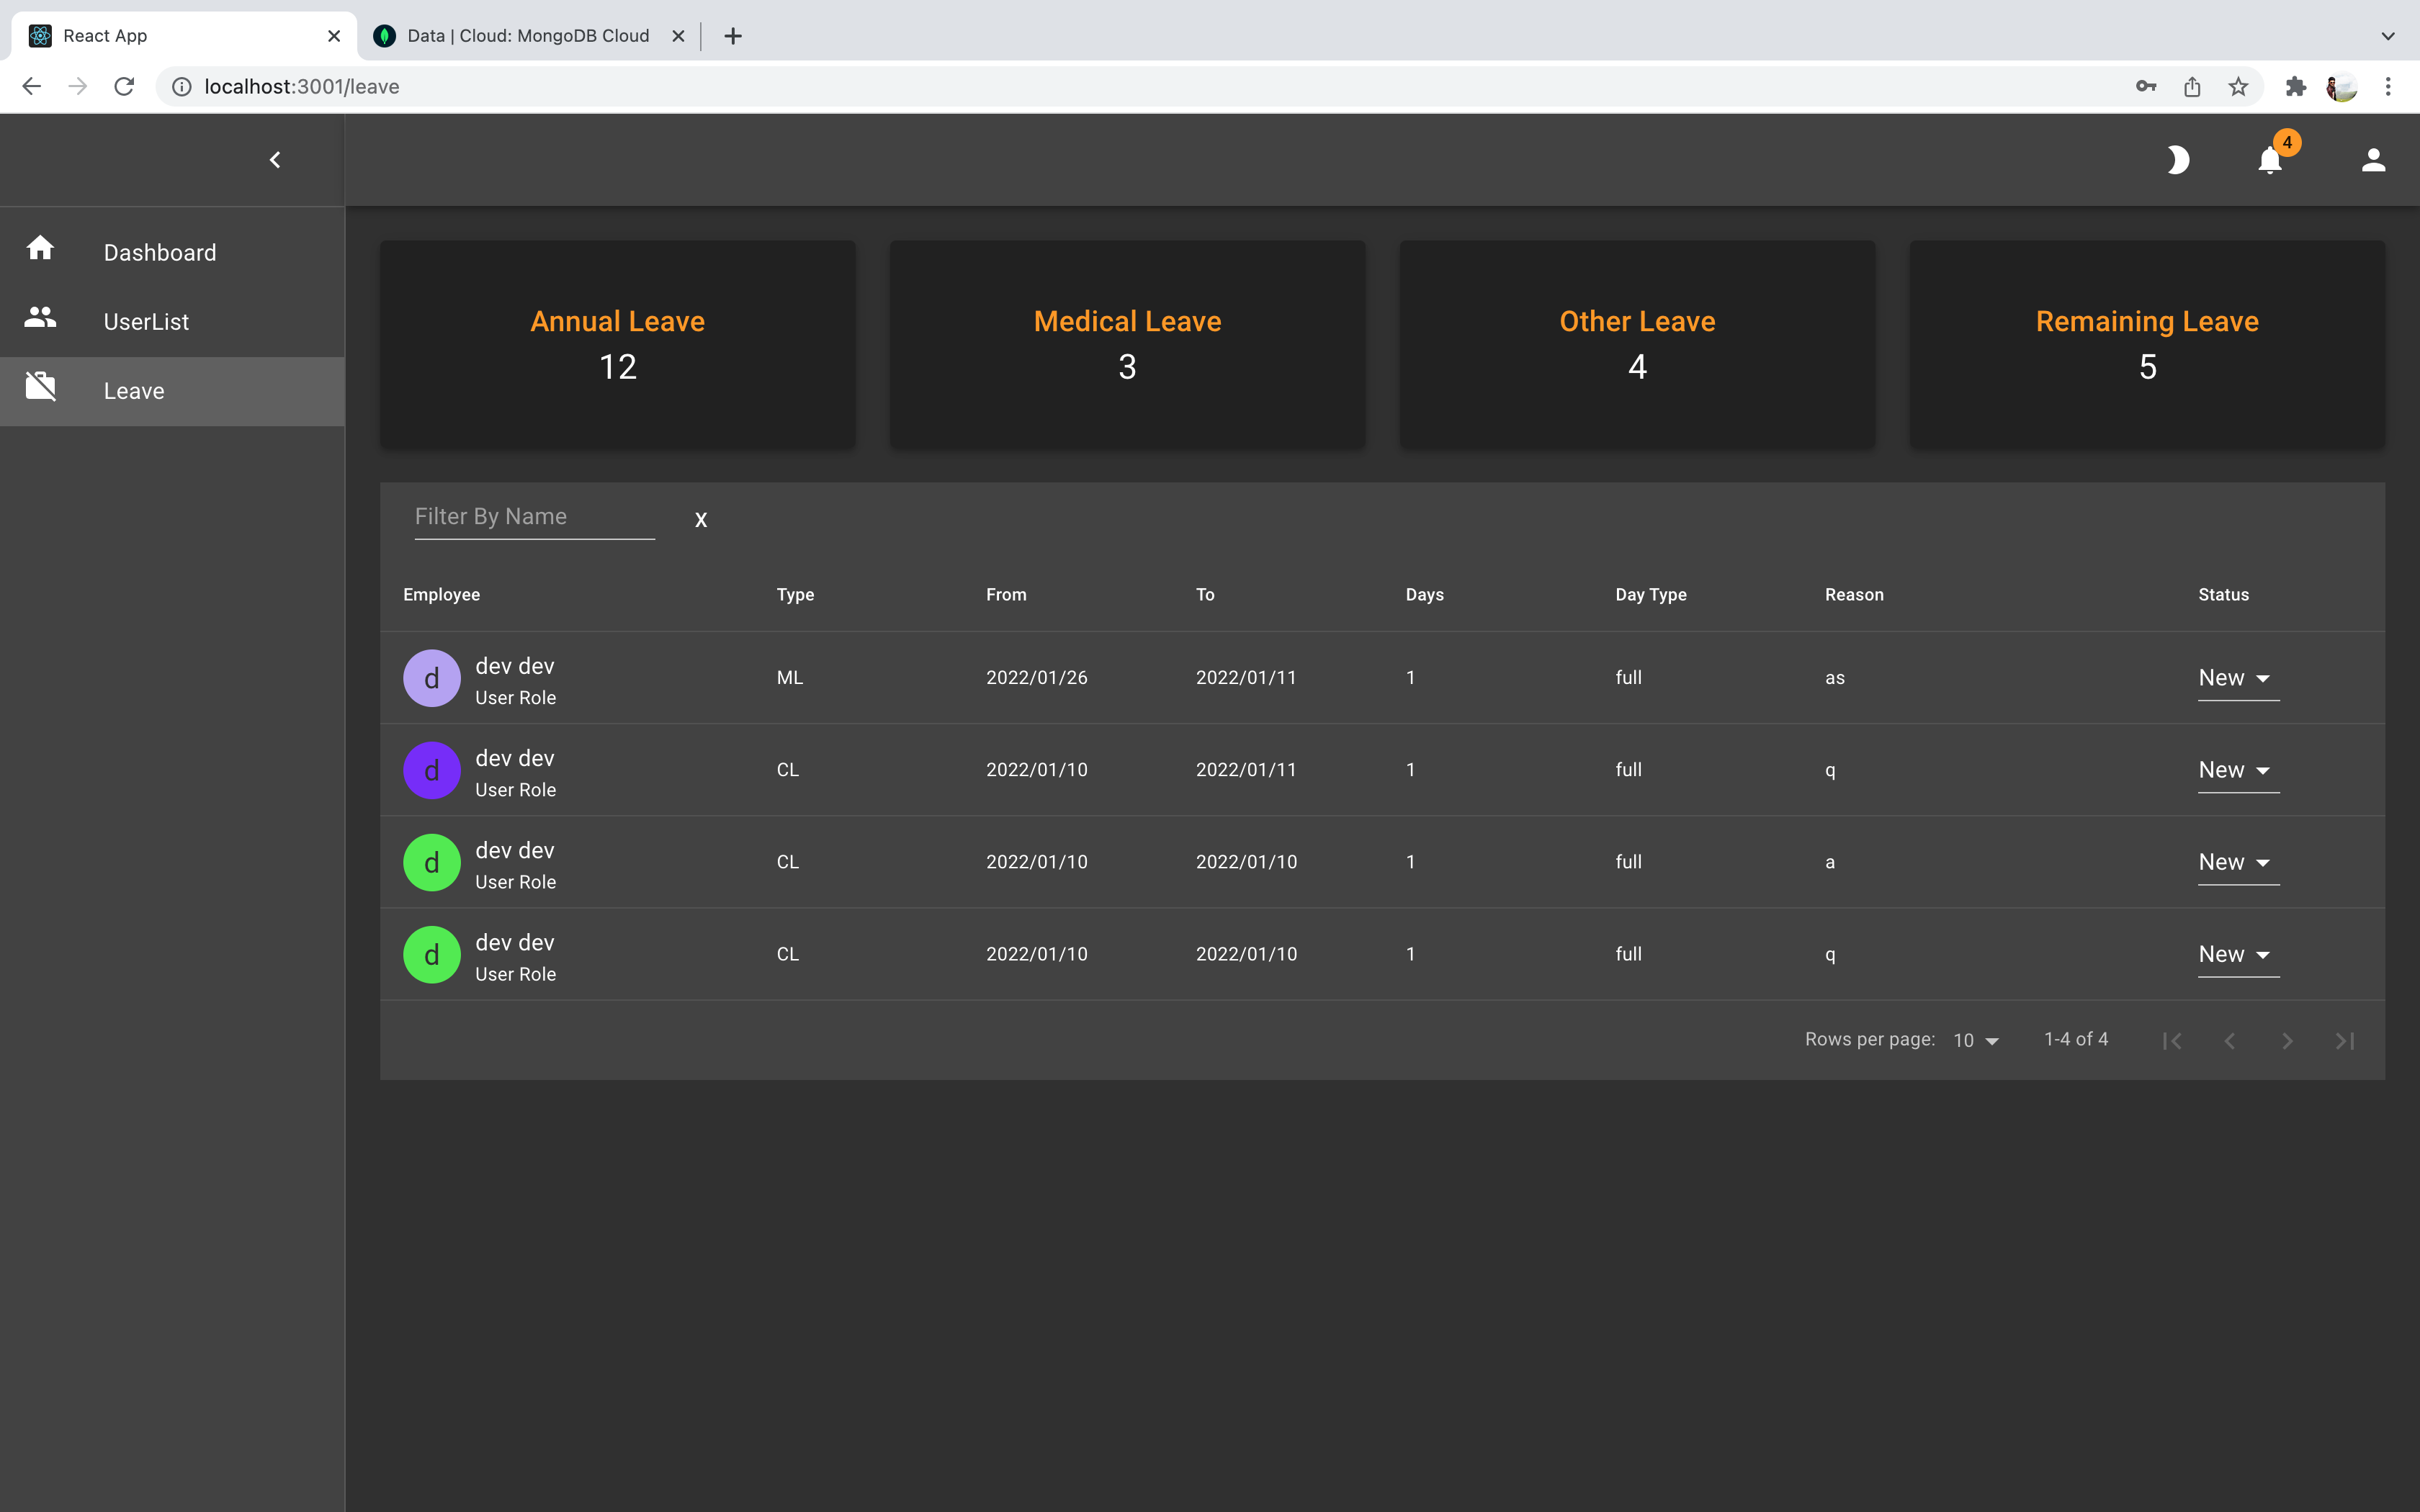 React App
Data | Cloud: MongoDB Cloud
localhost:3001/leave
4
Dashboard
UserList
Leave
Annual Leave
12
Medical Leave
3
Other Leave
4
Remaining Leave
5
Filter By Name
X
Employee Type From To Days Day Type Reason Status
d dev dev ML 2022/01/26 2022/01/11 1 full as New
User Role
d dev dev CL 2022/01/10 2022/01/11 1 full q New
User Role
d dev dev CL 2022/01/10 2022/01/10 1 full a New
User Role
d dev dev CL 2022/01/10 2022/01/10 1 full q New
User Role
Rows per page: 10 1-4 of 4